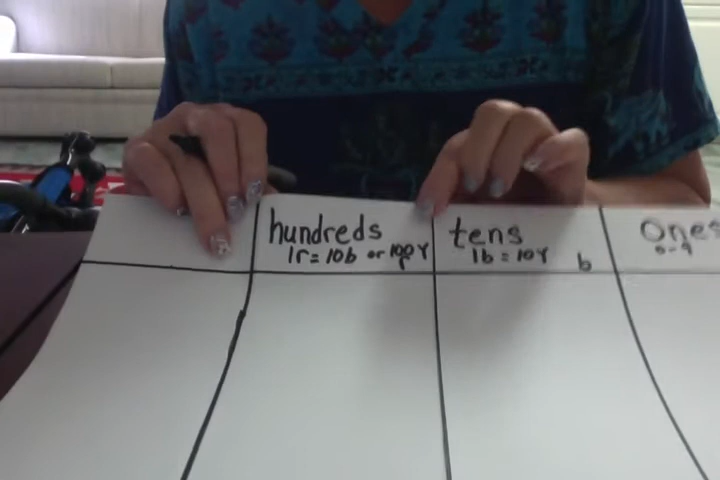 hundreds
1r = 10b or 100Y
tens
1b = 10Y b
Ones
0-9